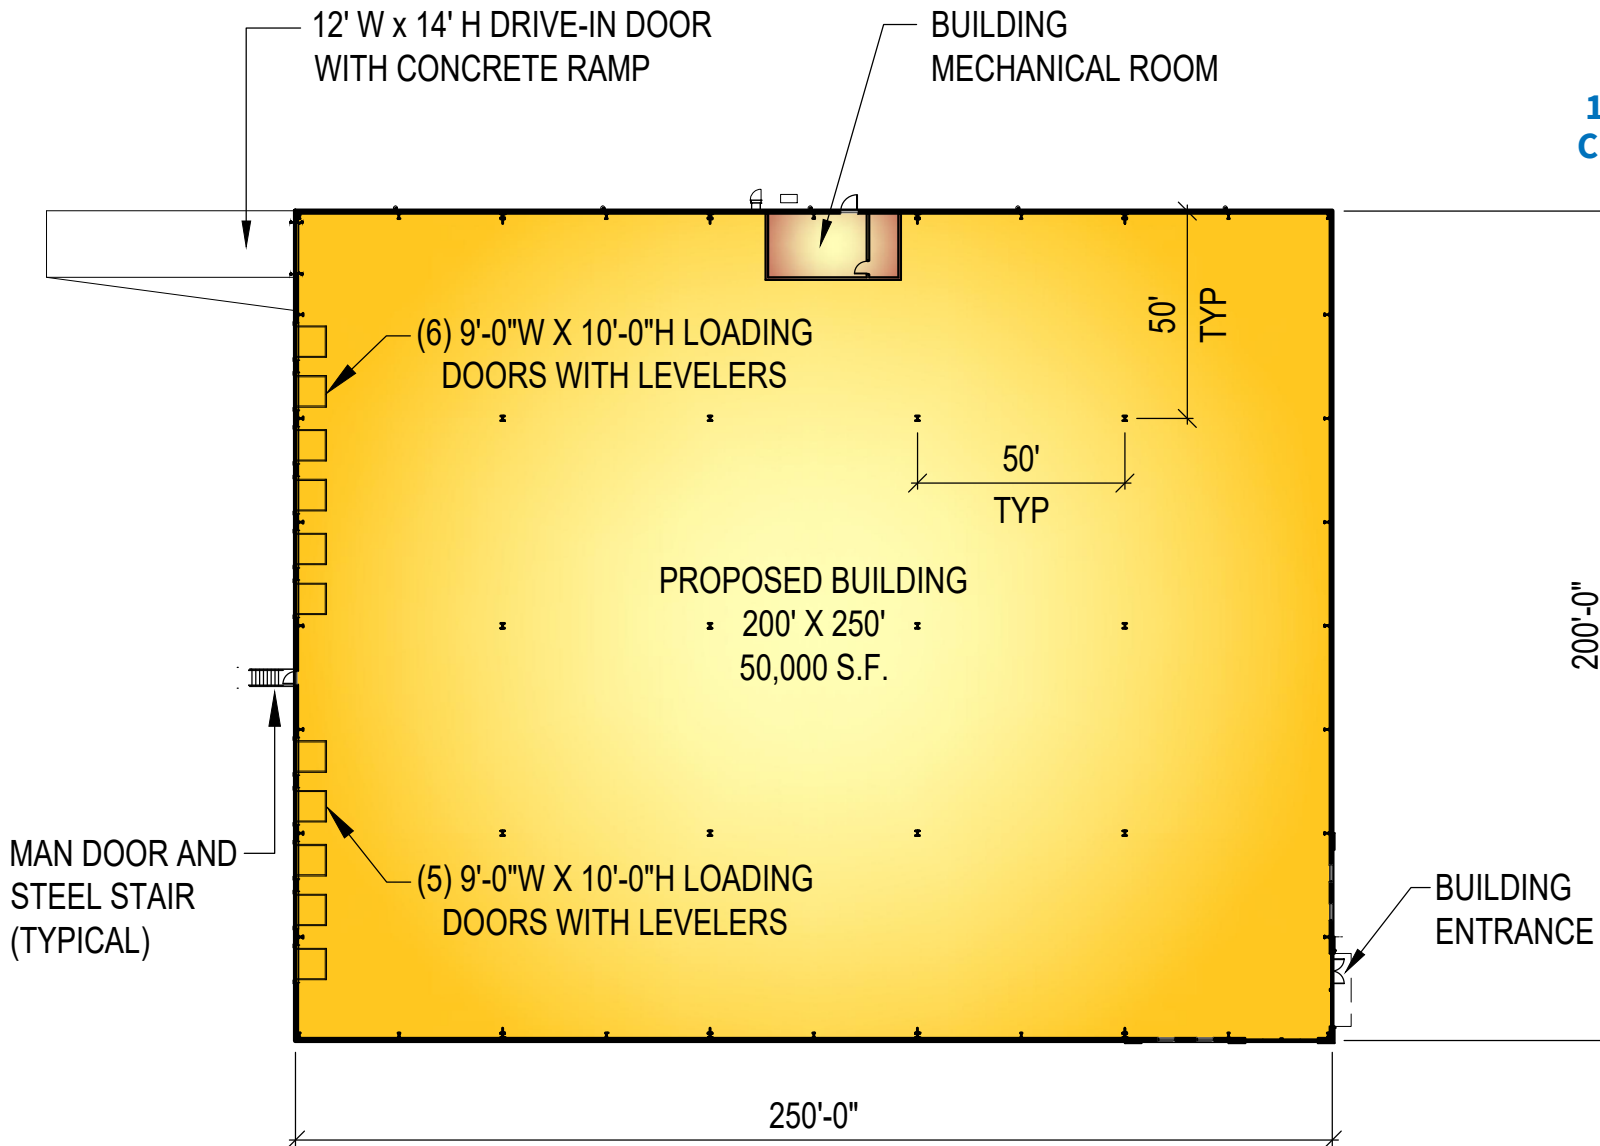 12' W x 14' H DRIVE-IN DOOR
WITH CONCRETE RAMP
BUILDING
MECHANICAL ROOM
1
C
50'
TYP
(6) 9'-0"W X 10'-0"H LOADING
DOORS WITH LEVELERS
50'
TYP
PROPOSED BUILDING
200' X 250'
50,000 S.F.
200'-0"
MAN DOOR AND
STEEL STAIR
(TYPICAL)
(5) 9'-0"W X 10'-0"H LOADING
DOORS WITH LEVELERS
BUILDING
ENTRANCE
250'-0"